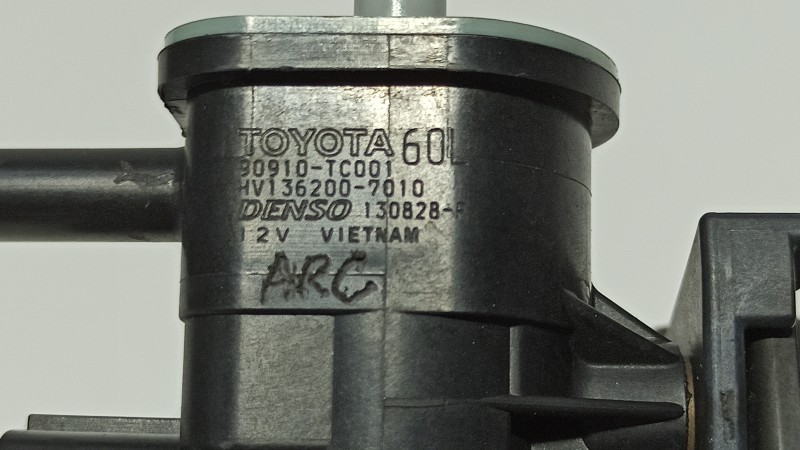 TOYOTA 60L
90910-TC001
HV136200-7010
DENSO 130828-F
12V VIETNAM
ARC